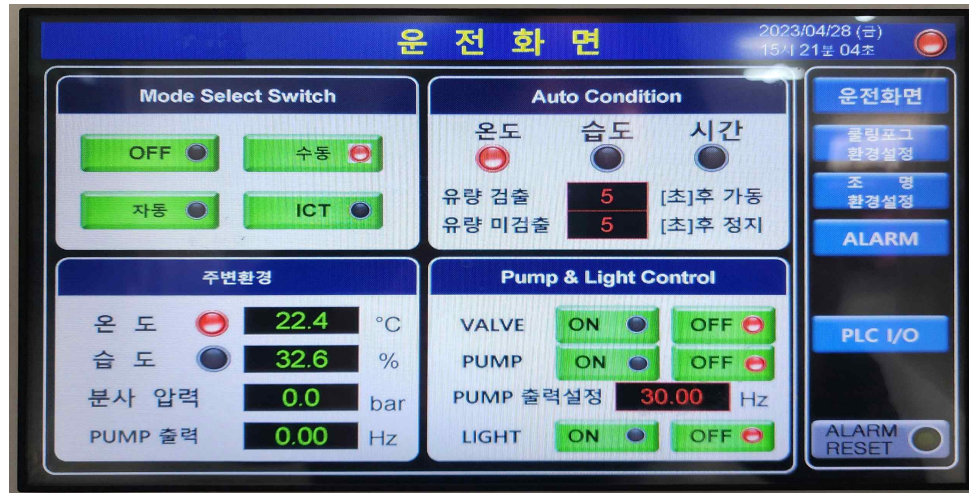 운 전 화 면
2023/04/28 (금)
15시 21분 04초
Mode Select Switch
OFF
수동
자동
ICT
Auto Condition
온도 습도 시간
유량 검출 5 [초]후 가동
유량 미검출 5 [초]후 정지
주변환경
온 도 22.4 °C
습 도 32.6 %
분사 압력 0.0 bar
PUMP 출력 0.00 Hz
Pump & Light Control
VALVE ON OFF
PUMP ON OFF
PUMP 출력설정 30.00 Hz
LIGHT ON OFF
운전화면
쿨링포그
환경설정
조 명
환경설정
ALARM
PLC I/O
ALARM
RESET